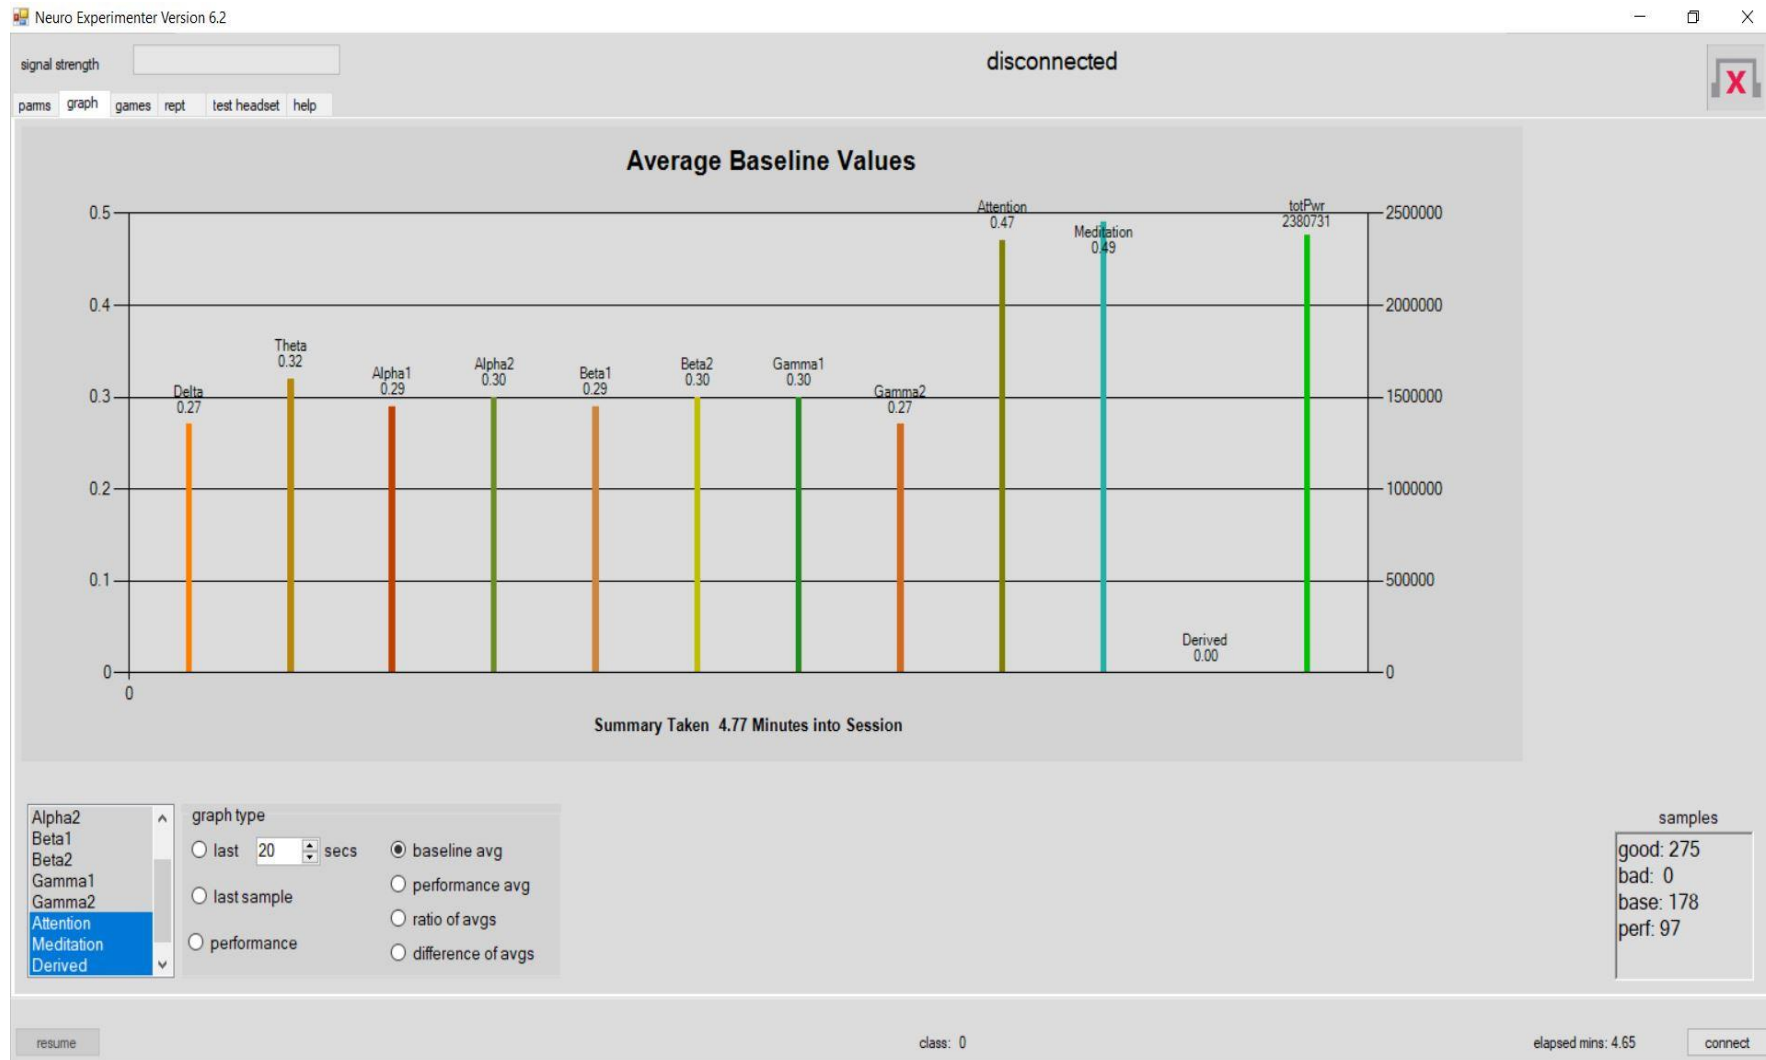 Neuro Experimenter Version 6.2
signal strength
disconnected
X
parms graph games rept test headset help
Average Baseline Values
0.5
0.4
0.3
0.2
0.1
0
0
Delta
0.27
Theta
0.32
Alpha1
0.29
Alpha2
0.30
Beta1
0.29
Beta2
0.30
Gamma1
0.30
Gamma2
0.27
Attention
0.47
Meditation
0.49
Derived
0.00
totPwr
2380731
2500000
2000000
1500000
1000000
500000
0
Summary Taken 4.77 Minutes into Session
Alpha2
Beta1
Beta2
Gamma1
Gamma2
Attention
Meditation
Derived
graph type
last 20 secs
last sample
performance
baseline avg
performance avg
ratio of avgs
difference of avgs
samples
good: 275
bad: 0
base: 178
perf: 97
resume
class: 0
elapsed mins: 4.65
connect